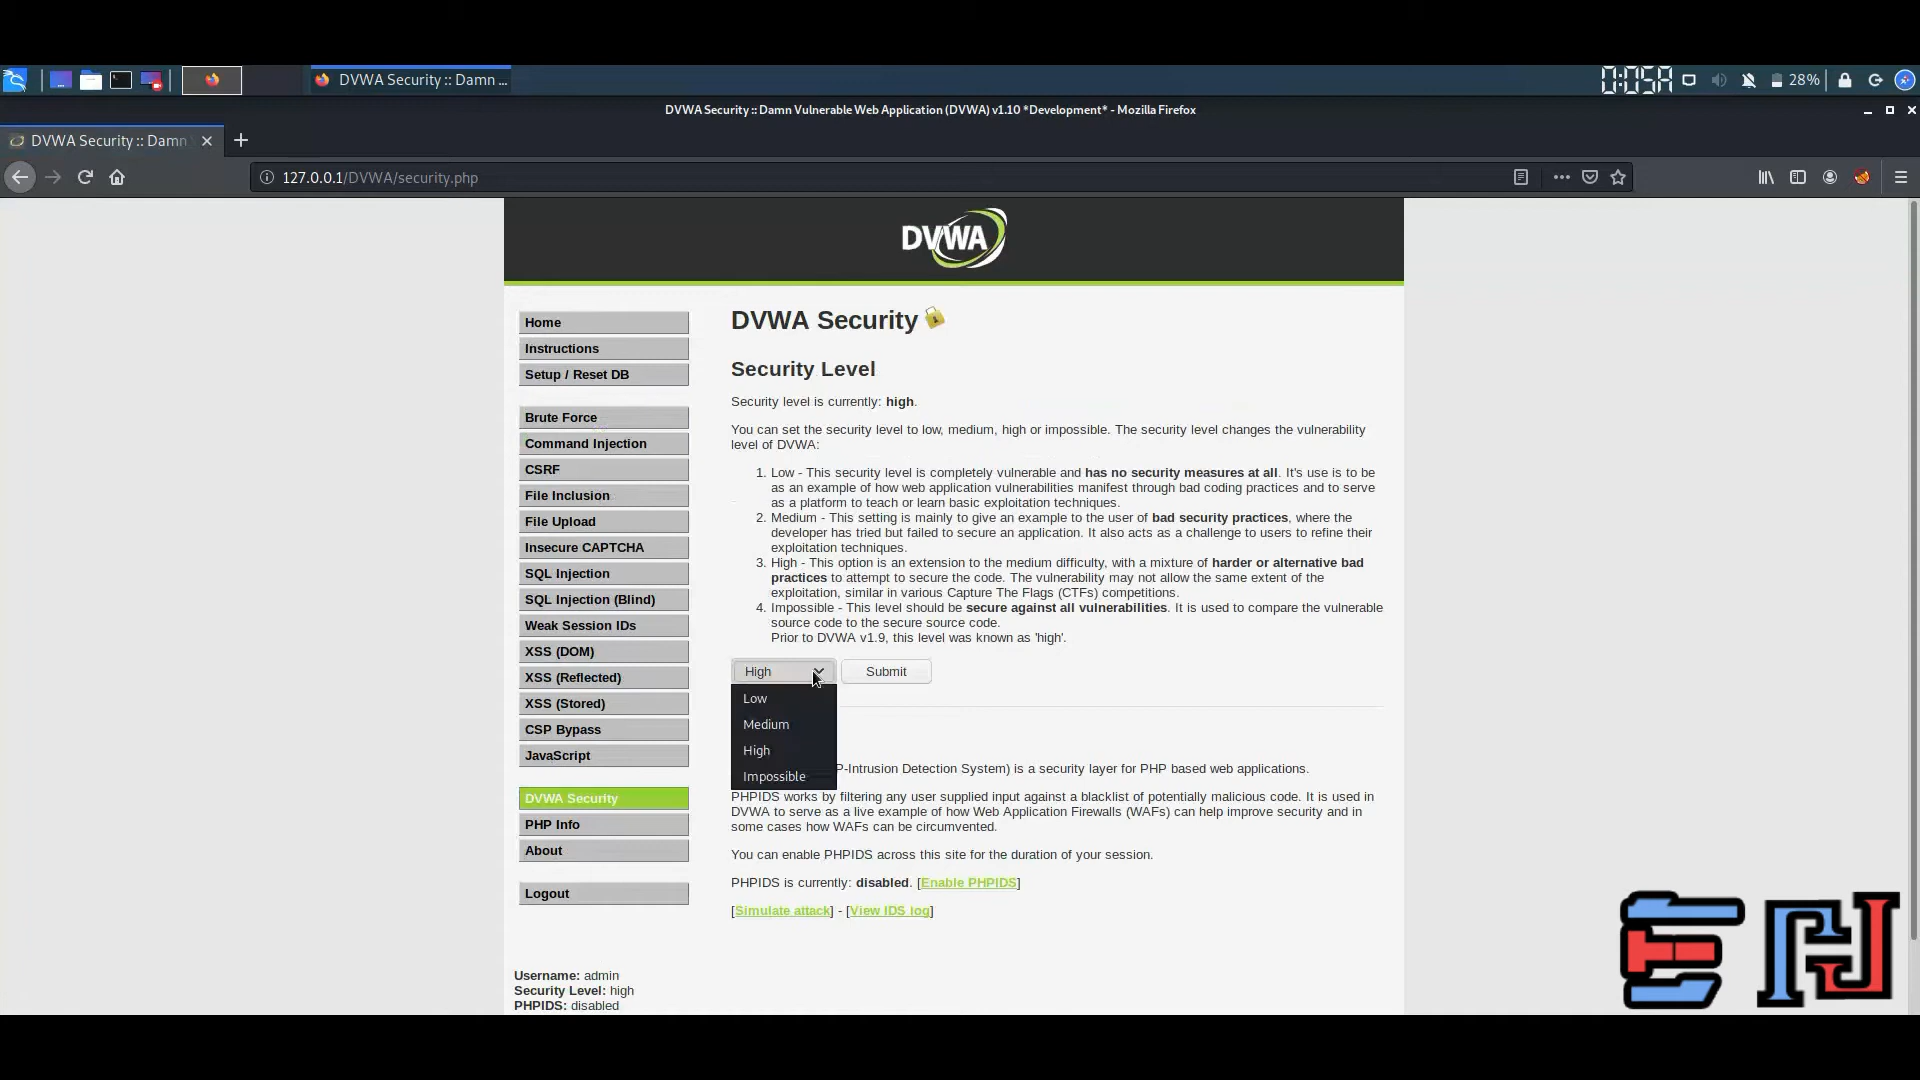 DVWA Security :: Damn ...
0:05A
28%
DVWA Security :: Damn Vulnerable Web Application (DVWA) v1.10 *Development* - Mozilla Firefox
DVWA Security :: Damn
127.0.0.1/DVWA/security.php
DVWA
Home
Instructions
Setup / Reset DB
Brute Force
Command Injection
CSRF
File Inclusion
File Upload
Insecure CAPTCHA
SQL Injection
SQL Injection (Blind)
Weak Session IDs
XSS (DOM)
XSS (Reflected)
XSS (Stored)
CSP Bypass
JavaScript
DVWA Security
PHP Info
About
Logout
DVWA Security
Security Level
Security level is currently: high.
You can set the security level to low, medium, high or impossible. The security level changes the vulnerability
level of DVWA:
1. Low - This security level is completely vulnerable and has no security measures at all. It's use is to be
as an example of how web application vulnerabilities manifest through bad coding practices and to serve
as a platform to teach or learn basic exploitation techniques.
2. Medium - This setting is mainly to give an example to the user of bad security practices, where the
developer has tried but failed to secure an application. It also acts as a challenge to users to refine their
exploitation techniques.
3. High - This option is an extension to the medium difficulty, with a mixture of harder or alternative bad
practices to attempt to secure the code. The vulnerability may not allow the same extent of the
exploitation, similar in various Capture The Flags (CTFs) competitions.
4. Impossible - This level should be secure against all vulnerabilities. It is used to compare the vulnerable
source code to the secure source code.
Prior to DVWA v1.9, this level was known as 'high'.
High
Submit
Low
Medium
High
Impossible
P-Intrusion Detection System) is a security layer for PHP based web applications.
PHPIDS works by filtering any user supplied input against a blacklist of potentially malicious code. It is used in
DVWA to serve as a live example of how Web Application Firewalls (WAFs) can help improve security and in
some cases how WAFs can be circumvented.
You can enable PHPIDS across this site for the duration of your session.
PHPIDS is currently: disabled. [Enable PHPIDS]
[Simulate attack] - [View IDS log]
Username: admin
Security Level: high
PHPIDS: disabled